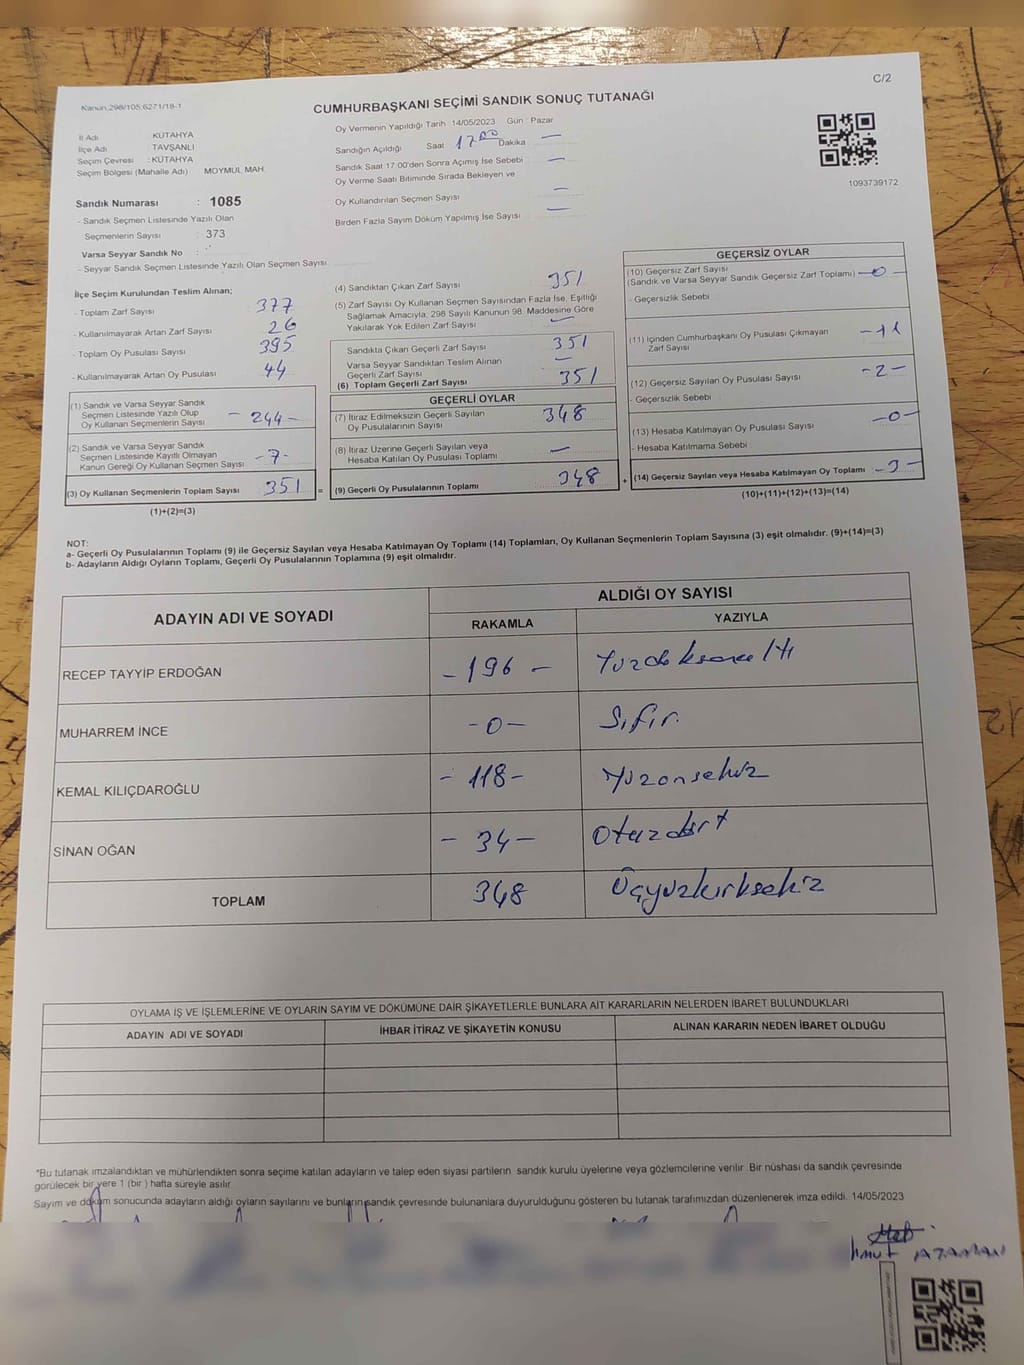 Kanun.298/105.6271/18-1
C/2
CUMHURBAŞKANI SEÇİMİ SANDIK SONUÇ TUTANAĞI
İl Adı KÜTAHYA
İlçe Adı TAVŞANLI
Seçim Çevresi : KÜTAHYA
Seçim Bölgesi (Mahalle Adı) MOYMUL MAH
Oy Vermenin Yapıldığı Tarih : 14/05/2023 Gün : Pazar
Sandığın Açıldığı Saat 17.00 Dakika —
Sandık Saat 17:00'den Sonra Açımış İse Sebebi —
Oy Verme Saati Bitiminde Sırada Bekleyen ve
Oy Kullandırılan Seçmen Sayısı —
Birden Fazla Sayım Döküm Yapılmış İse Sayısı —
1093739172
Sandık Numarası : 1085
- Sandık Seçmen Listesinde Yazılı Olan
Seçmenlerin Sayısı : 373
Varsa Seyyar Sandık No :
- Seyyar Sandık Seçmen Listesinde Yazılı Olan Seçmen Sayısı.
İlçe Seçim Kurulundan Teslim Alınan;
- Toplam Zarf Sayısı 377
- Kullanılmayarak Artan Zarf Sayısı 26
- Toplam Oy Pusulası Sayısı 395
- Kullanılmayarak Artan Oy Pusulası 44
(1) Sandık ve Varsa Seyyar Sandık
Seçmen Listesinde Yazılı Olup
Oy Kullanan Seçmenlerin Sayısı - 244 -
(2) Sandık ve Varsa Seyyar Sandık
Seçmen Listesinde Kayıtlı Olmayan
Kanun Gereği Oy Kullanan Seçmen Sayısı - 7 -
(3) Oy Kullanan Seçmenlerin Toplam Sayısı 351 =
(1)+(2)=(3)
(4) Sandıktan Çıkan Zarf Sayısı 351
(5) Zarf Sayısı Oy Kullanan Seçmen Sayısından Fazla İse, Eşitliği
Sağlamak Amacıyla, 298 Sayılı Kanunun 98. Maddesine Göre
Yakılarak Yok Edilen Zarf Sayısı —
Sandıkta Çıkan Geçerli Zarf Sayısı 351
Varsa Seyyar Sandıktan Teslim Alınan
Geçerli Zarf Sayısı —
(6) Toplam Geçerli Zarf Sayısı 351
GEÇERLİ OYLAR
(7) İtiraz Edilmeksizin Geçerli Sayılan
Oy Pusulalarının Sayısı 348
(8) İtiraz Üzerine Geçerli Sayılan veya
Hesaba Katılan Oy Pusulası Toplamı —
(9) Geçerli Oy Pusulalarının Toplamı 348 +
GEÇERSİZ OYLAR
(10) Geçersiz Zarf Sayısı
(Sandık ve Varsa Seyyar Sandık Geçersiz Zarf Toplamı) - 0 -
- Geçersizlik Sebebi
(11) İçinden Cumhurbaşkanı Oy Pusulası Çıkmayan
Zarf Sayısı
(12) Geçersiz Sayılan Oy Pusulası Sayısı - 2 -
- Geçersizlik Sebebi
(13) Hesaba Katılmayan Oy Pusulası Sayısı - 0 -
- Hesaba Katılmama Sebebi
(14) Geçersiz Sayılan veya Hesaba Katılmayan Oy Toplamı - 3 -
(10)+(11)+(12)+(13)=(14)
NOT:
a- Geçerli Oy Pusulalarının Toplamı (9) ile Geçersiz Sayılan veya Hesaba Katılmayan Oy Toplamı (14) Toplamları, Oy Kullanan Seçmenlerin Toplam Sayısına (3) eşit olmalıdır. (9)+(14)=(3)
b- Adayların Aldığı Oyların Toplamı, Geçerli Oy Pusulalarının Toplamına (9) eşit olmalıdır.
ADAYIN ADI VE SOYADI
ALDIĞI OY SAYISI
RAKAMLA YAZIYLA
RECEP TAYYİP ERDOĞAN - 196 - Yüzdoksanaltı
MUHARREM İNCE - 0 - Sıfır.
KEMAL KILIÇDAROĞLU - 118 - Yüzonsekiz
SİNAN OĞAN - 34 - Otuzdört
TOPLAM 348 Üçyüzkırksekiz
OYLAMA İŞ VE İŞLEMLERİNE VE OYLARIN SAYIM VE DÖKÜMÜNE DAİR ŞİKAYETLERLE BUNLARA AİT KARARLARIN NELERDEN İBARET BULUNDUKLARI
ADAYIN ADI VE SOYADI İHBAR İTİRAZ VE ŞİKAYETİN KONUSU ALINAN KARARIN NEDEN İBARET OLDUĞU
*Bu tutanak imzalandıktan ve mühürlendikten sonra seçime katılan adayların ve talep eden siyasi partilerin sandık kurulu üyelerine veya gözlemcilerine verilir. Bir nüshası da sandık çevresinde
görülecek bir yere 1 (bir ) hafta süreyle asılır.
Sayım ve döküm sonucunda adayların aldığı oyların sayılarını ve bunların sandık çevresinde bulunanlara duyurulduğunu gösteren bu tutanak tarafımızdan düzenlenerek imza edildi. 14/05/2023